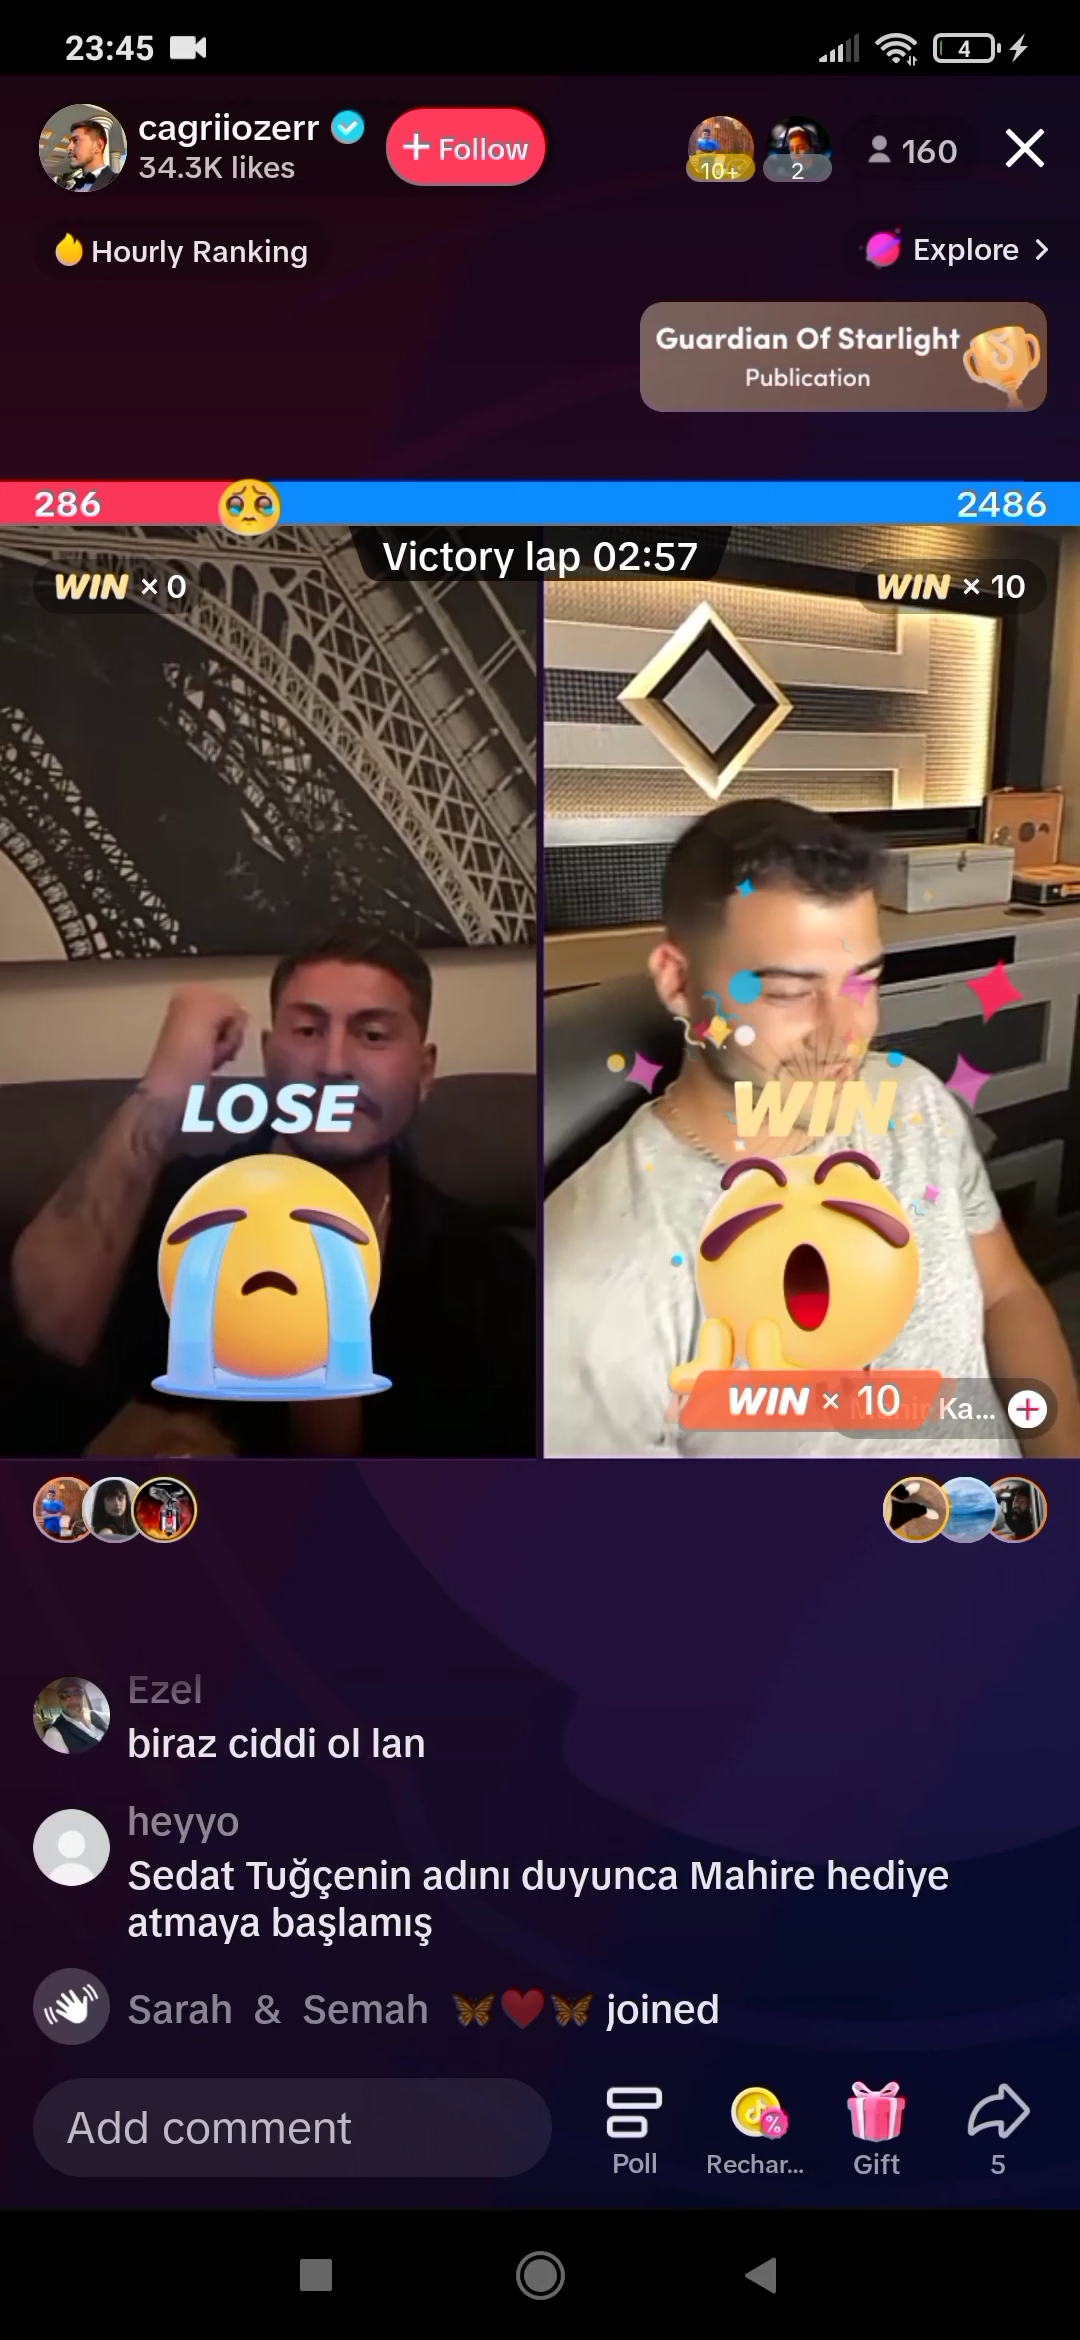 23:45
4
cagriiozerr
34.3K likes
+ Follow
10+
2
160
Hourly Ranking
Explore
Guardian Of Starlight
Publication
286
2486
Victory lap 02:57
WIN × 0
WIN × 10
LOSE
WIN
WIN × 10
Ka...
Ezel
biraz ciddi ol lan
heyyo
Sedat Tuğçenin adını duyunca Mahire hediye
atmaya başlamış
Sarah & Semah 🦋❤️🦋 joined
Add comment
Poll
Rechar...
Gift
5